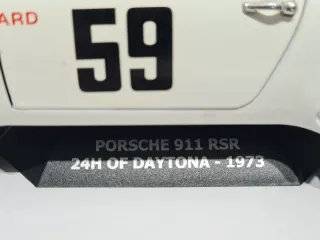 ARD
59
PORSCHE 911 RSR
24H OF DAYTONA - 1973